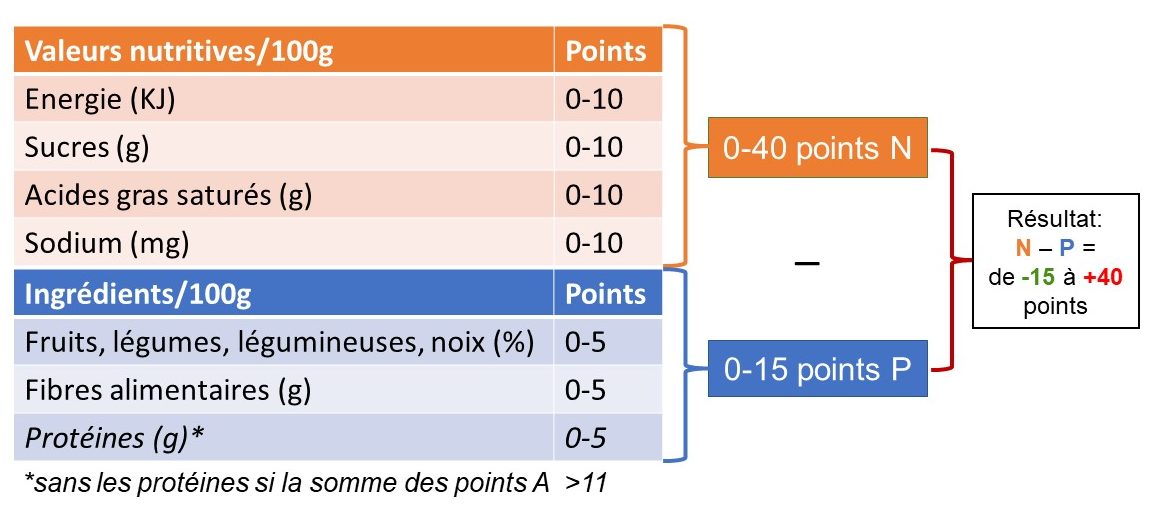 Valeurs nutritives/100g Points
Energie (KJ) 0-10
Sucres (g) 0-10
Acides gras saturés (g) 0-10
Sodium (mg) 0-10
Ingrédients/100g Points
Fruits, légumes, légumineuses, noix (%) 0-5
Fibres alimentaires (g) 0-5
Protéines (g)* 0-5
*sans les protéines si la somme des points A >11
0-40 points N
–
0-15 points P
Résultat:
N – P =
de -15 à +40
points